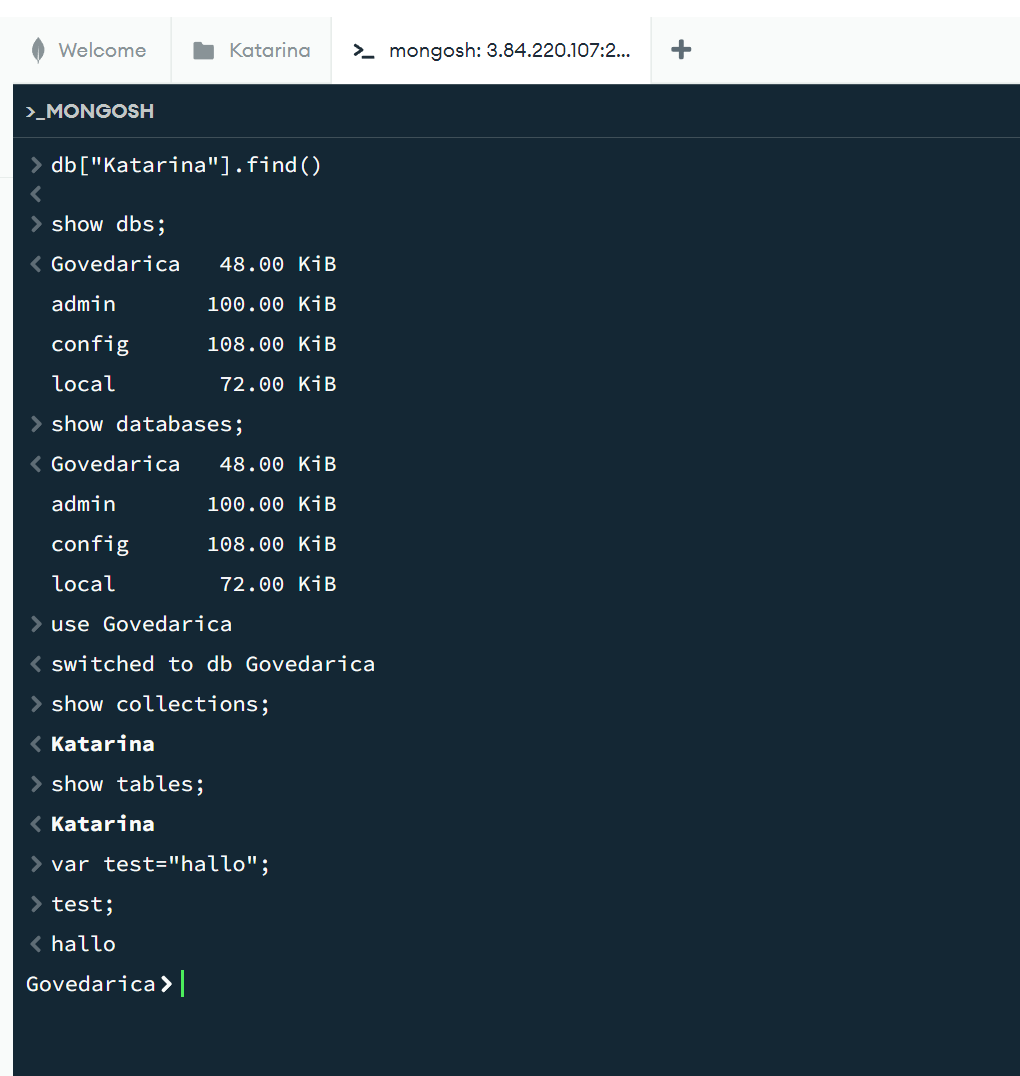 Welcome Katarina >_ mongosh: 3.84.220.107:2... +
>_MONGOSH
> db["Katarina"].find()
<
> show dbs;
< Govedarica   48.00 KiB
  admin       100.00 KiB
  config      108.00 KiB
  local        72.00 KiB
> show databases;
< Govedarica   48.00 KiB
  admin       100.00 KiB
  config      108.00 KiB
  local        72.00 KiB
> use Govedarica
< switched to db Govedarica
> show collections;
< Katarina
> show tables;
< Katarina
> var test="hallo";
> test;
< hallo
Govedarica>